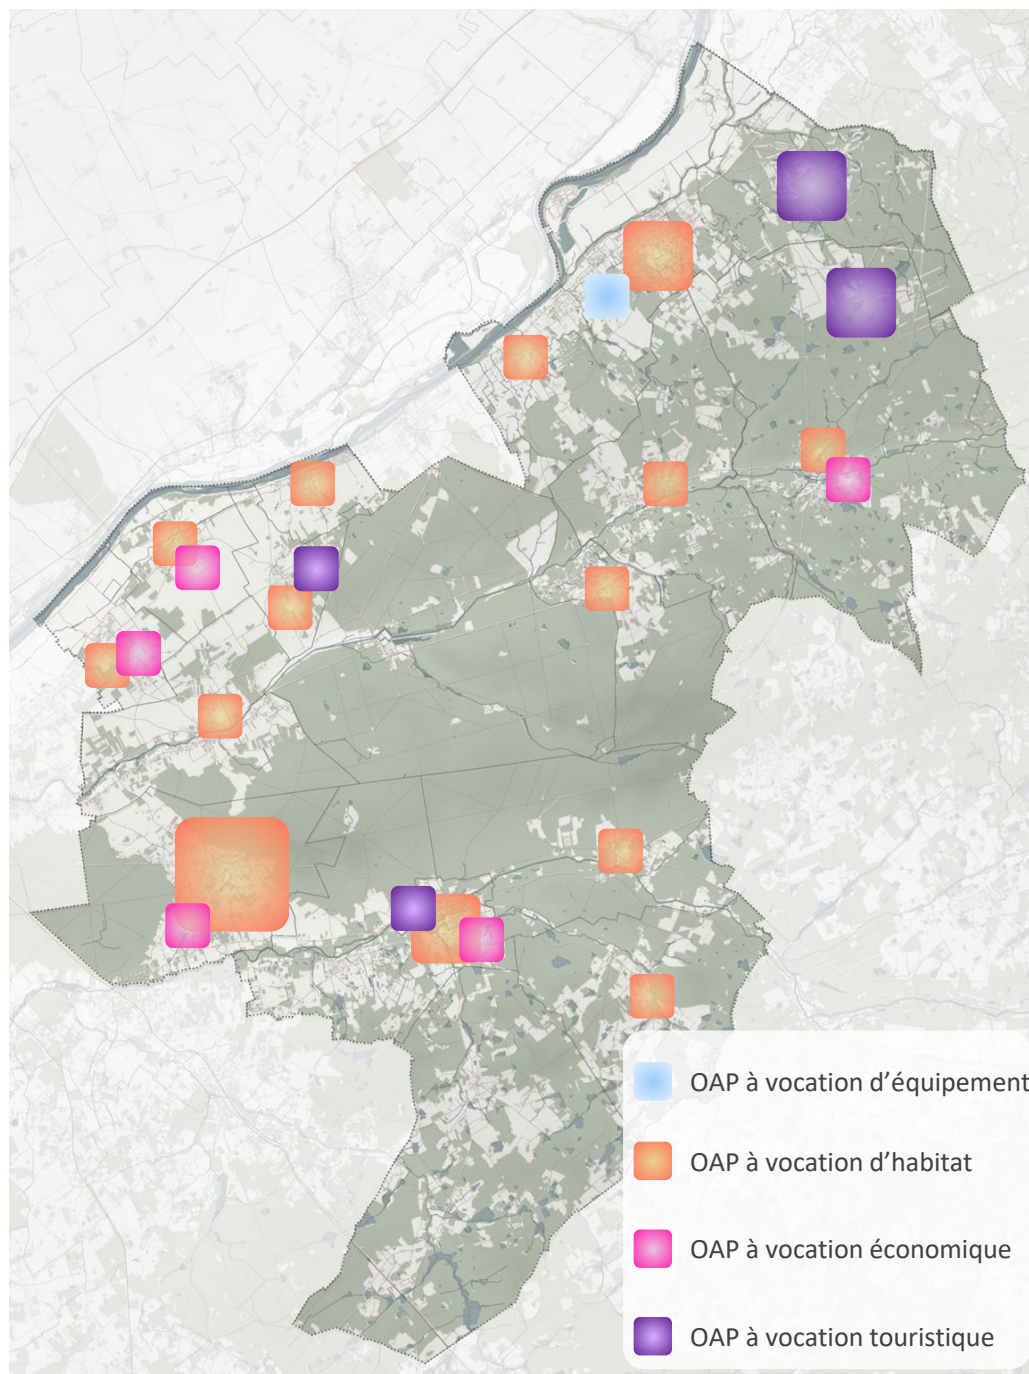 OAP à vocation d’équipement
OAP à vocation d’habitat
OAP à vocation économique
OAP à vocation touristique